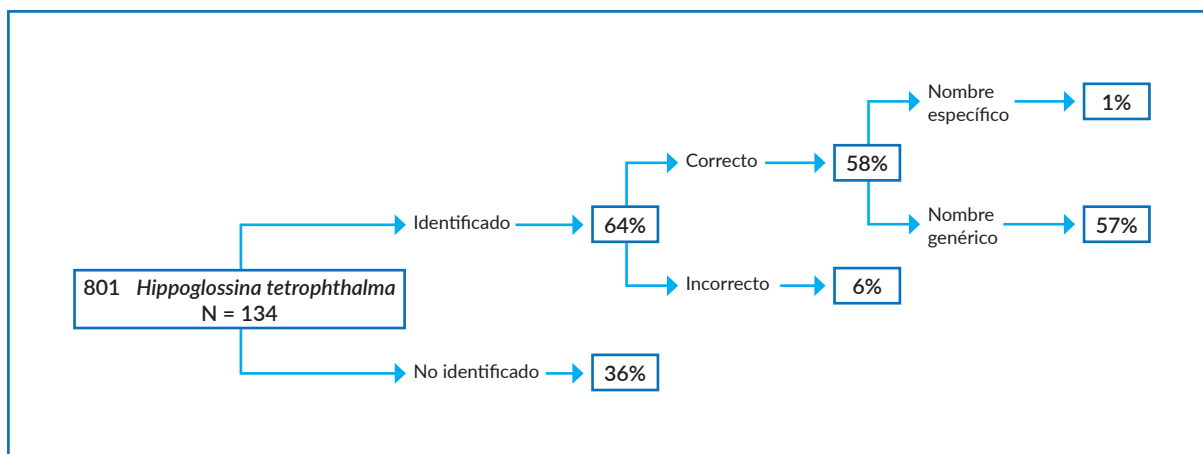 Nombre
específico
1%
Correcto
58%
Identificado
64%
Nombre
genérico
57%
Incorrecto
6%
801 Hippoglossina tetrophthalma
N = 134
No identificado
36%